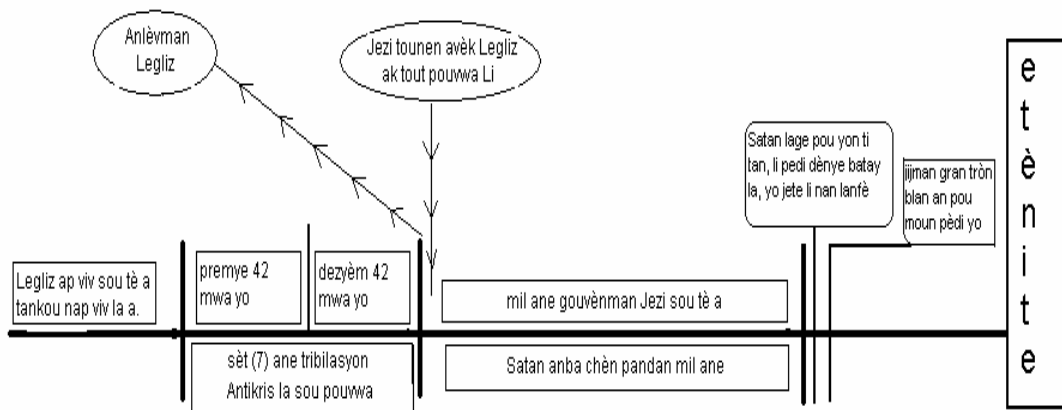 Anlèvman
Legliz
Jezi tounen avèk Legliz
ak tout pouvwa Li
Satan lage pou yon ti
tan, li pedi dènye batay
la, yo jete li nan lanfè
jijman gran tròn
blan an pou
moun pèdi yo
etènite
Legliz ap viv sou tè a
tankou nap viv la a.
premye 42
mwa yo
dezyèm 42
mwa yo
mil ane gouvènman Jezi sou tè a
sèt (7) ane tribilasyon
Antikris la sou pouvwa
Satan anba chèn pandan mil ane